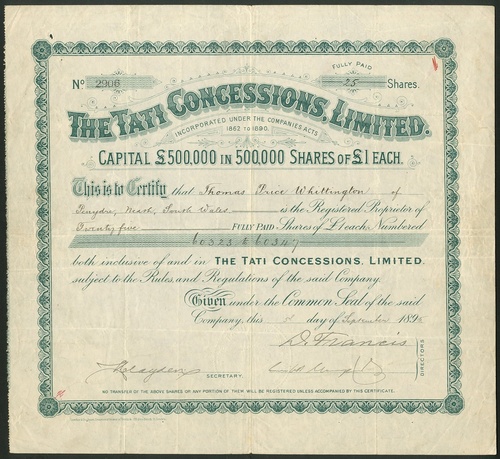 FULLY PAID
No 2906 25 Shares.
THE TATI CONCESSIONS, LIMITED.
INCORPORATED UNDER THE COMPANIES ACTS
1862 TO 1890.
CAPITAL £500,000 IN 500,000 SHARES OF £1 EACH.
This is to Certify that Thomas Price Whittington of
Neath, South Wales is the Registered Proprietor of
Twenty five FULLY PAID Shares of £1 each Numbered
60323 to 60347
both inclusive of and in THE TATI CONCESSIONS, LIMITED.
subject to the Rules and Regulations of the said Company.
Given under the Common Seal of the said
Company, this day of September 189
D. Francis
DIRECTORS
SECRETARY.
NO TRANSFER OF THE ABOVE SHARES OR ANY PORTION OF THEM WILL BE REGISTERED UNLESS ACCOMPANIED BY THIS CERTIFICATE.